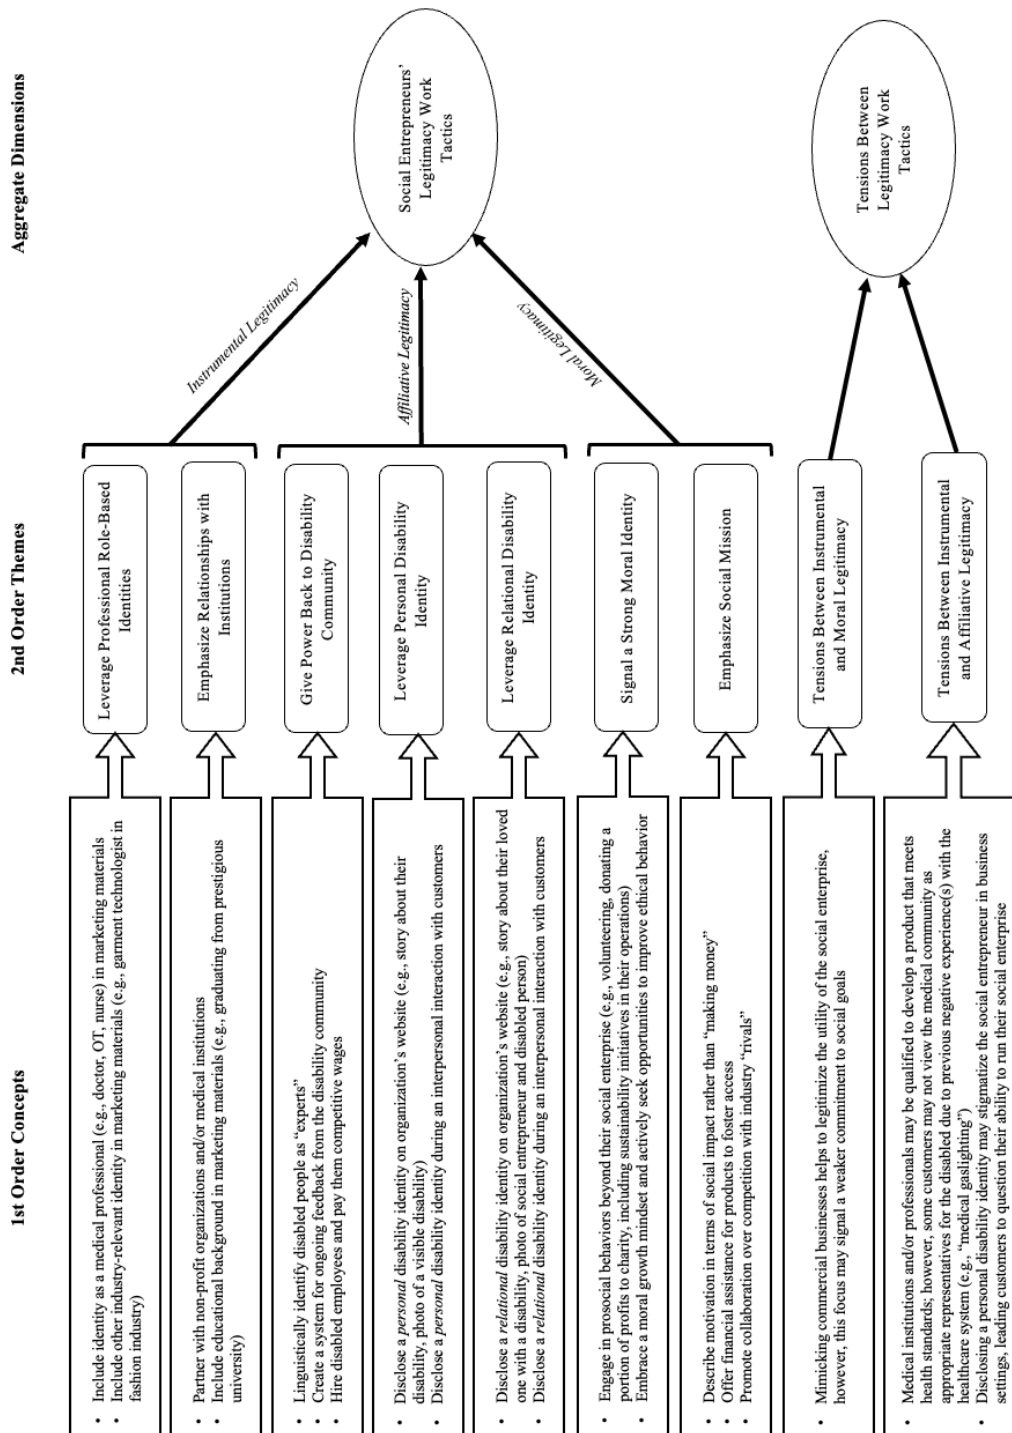 1st Order Concepts
2nd Order Themes
Aggregate Dimensions
• Include identity as a medical professional (e.g., doctor, OT, nurse) in marketing materials
• Include other industry-relevant identity in marketing materials (e.g., garment technologist in
fashion industry)
Leverage Professional Role-Based
Identities
• Partner with non-profit organizations and/or medical institutions
• Include educational background in marketing materials (e.g., graduating from prestigious
university)
Emphasize Relationships with
Institutions
• Linguistically identify disabled people as “experts”
• Create a system for ongoing feedback from the disability community
• Hire disabled employees and pay them competitive wages
Give Power Back to Disability
Community
• Disclose a personal disability identity on organization's website (e.g., story about their
disability, photo of a visible disability)
• Disclose a personal disability identity during an interpersonal interaction with customers
Leverage Personal Disability
Identity
• Disclose a relational disability identity on organization's website (e.g., story about their loved
one with a disability, photo of social entrepreneur and disabled person)
• Disclose a relational disability identity during an interpersonal interaction with customers
Leverage Relational Disability
Identity
• Engage in prosocial behaviors beyond their social enterprise (e.g., volunteering, donating a
portion of profits to charity, including sustainability initiatives in their operations)
• Embrace a moral growth mindset and actively seek opportunities to improve ethical behavior
Signal a Strong Moral Identity
• Describe motivation in terms of social impact rather than “making money”
• Offer financial assistance for products to foster access
• Promote collaboration over competition with industry “rivals”
Emphasize Social Mission
• Mimicking commercial businesses helps to legitimize the utility of the social enterprise,
however, this focus may signal a weaker commitment to social goals
Tensions Between Instrumental
and Moral Legitimacy
• Medical institutions and/or professionals may be qualified to develop a product that meets
health standards; however, some customers may not view the medical community as
appropriate representatives for the disabled due to previous negative experience(s) with the
healthcare system (e.g., “medical gaslighting”)
• Disclosing a personal disability identity may stigmatize the social entrepreneur in business
settings, leading customers to question their ability to run their social enterprise
Tensions Between Instrumental
and Affiliative Legitimacy
Instrumental Legitimacy
Affiliative Legitimacy
Moral Legitimacy
Social Entrepreneurs'
Legitimacy Work
Tactics
Tensions Between
Legitimacy Work
Tactics